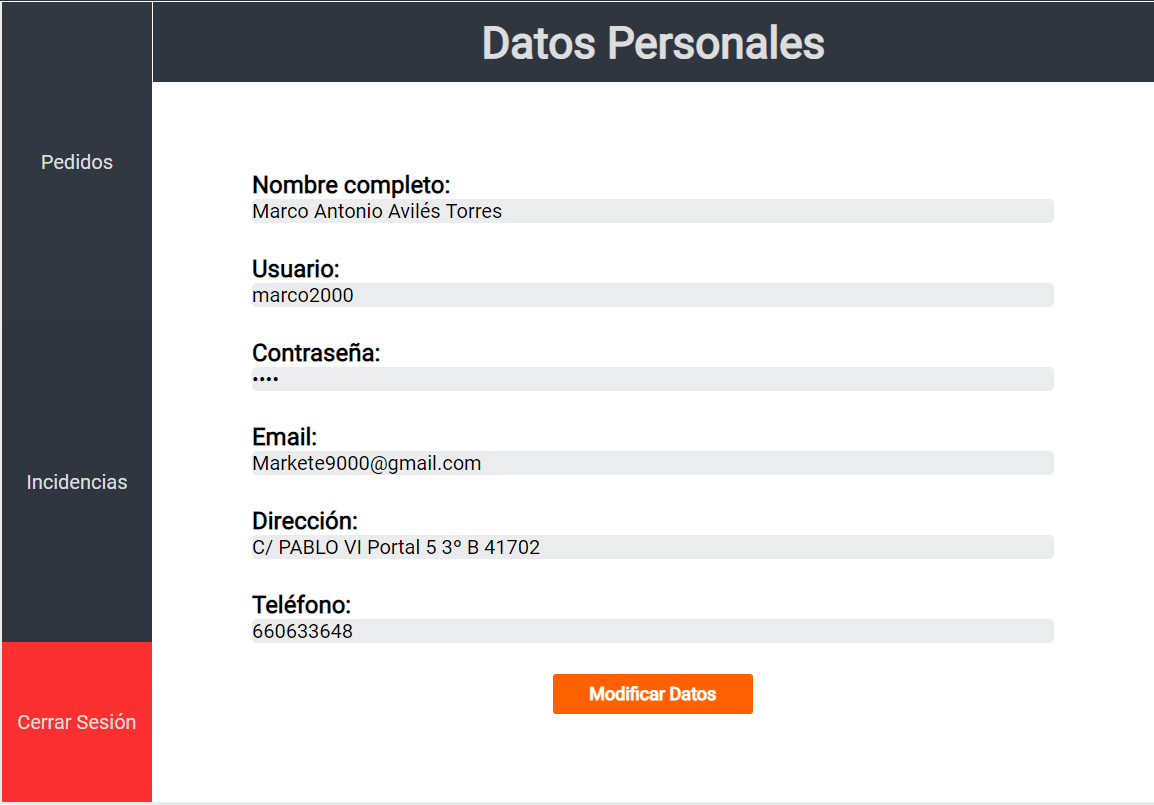 Datos Personales
Pedidos
Incidencias
Cerrar Sesión
Nombre completo:
Marco Antonio Avilés Torres
Usuario:
marco2000
Contraseña:
••••
Email:
Markete9000@gmail.com
Dirección:
C/ PABLO VI Portal 5 3º B 41702
Teléfono:
660633648
Modificar Datos